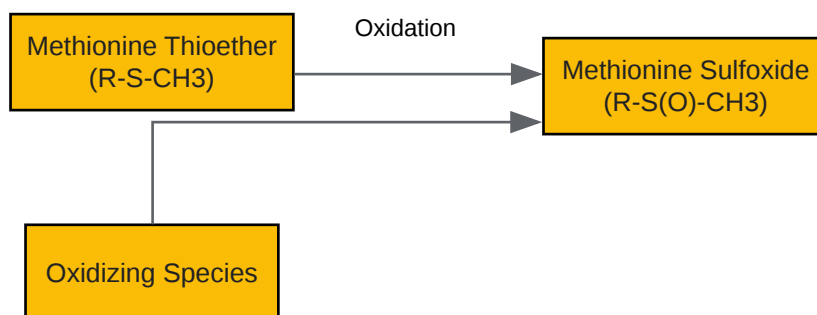 Oxidation
Methionine Thioether
(R-S-CH3)
Methionine Sulfoxide
(R-S(O)-CH3)
Oxidizing Species